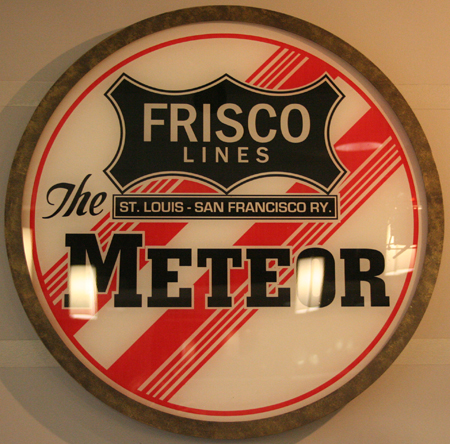 FRISCO
LINES
The
ST. LOUIS - SAN FRANCISCO RY.
METEOR